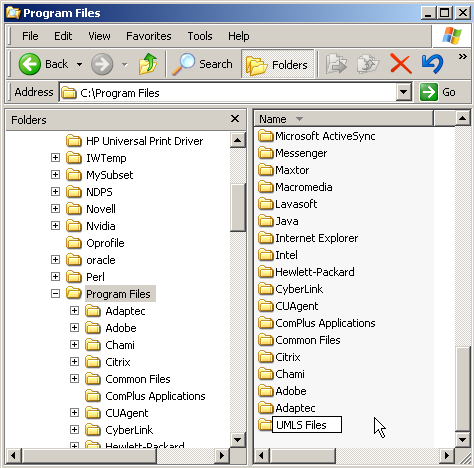 Program Files
File Edit View Favorites Tools Help
Back Search Folders
Address C:\Program Files Go
Folders
HP Universal Print Driver
IWTemp
MySubset
NDPS
Novell
Nvidia
Oprofile
oracle
Perl
Program Files
Adaptec
Adobe
Chami
Citrix
Common Files
ComPlus Applications
CUAgent
CyberLink
Hewlett-Packard
Name
Microsoft ActiveSync
Messenger
Maxtor
Macromedia
Lavasoft
Java
Internet Explorer
Intel
Hewlett-Packard
CyberLink
CUAgent
ComPlus Applications
Common Files
Citrix
Chami
Adobe
Adaptec
UMLS Files